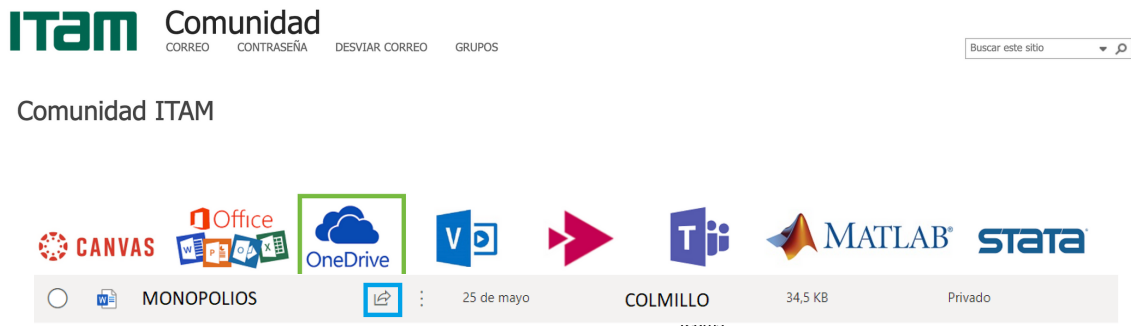 ITAM Comunidad
CORREO CONTRASEÑA DESVIAR CORREO GRUPOS
Buscar este sitio
Comunidad ITAM
Office
CANVAS OneDrive MATLAB® STATA
MONOPOLIOS 25 de mayo COLMILLO 34,5 KB Privado